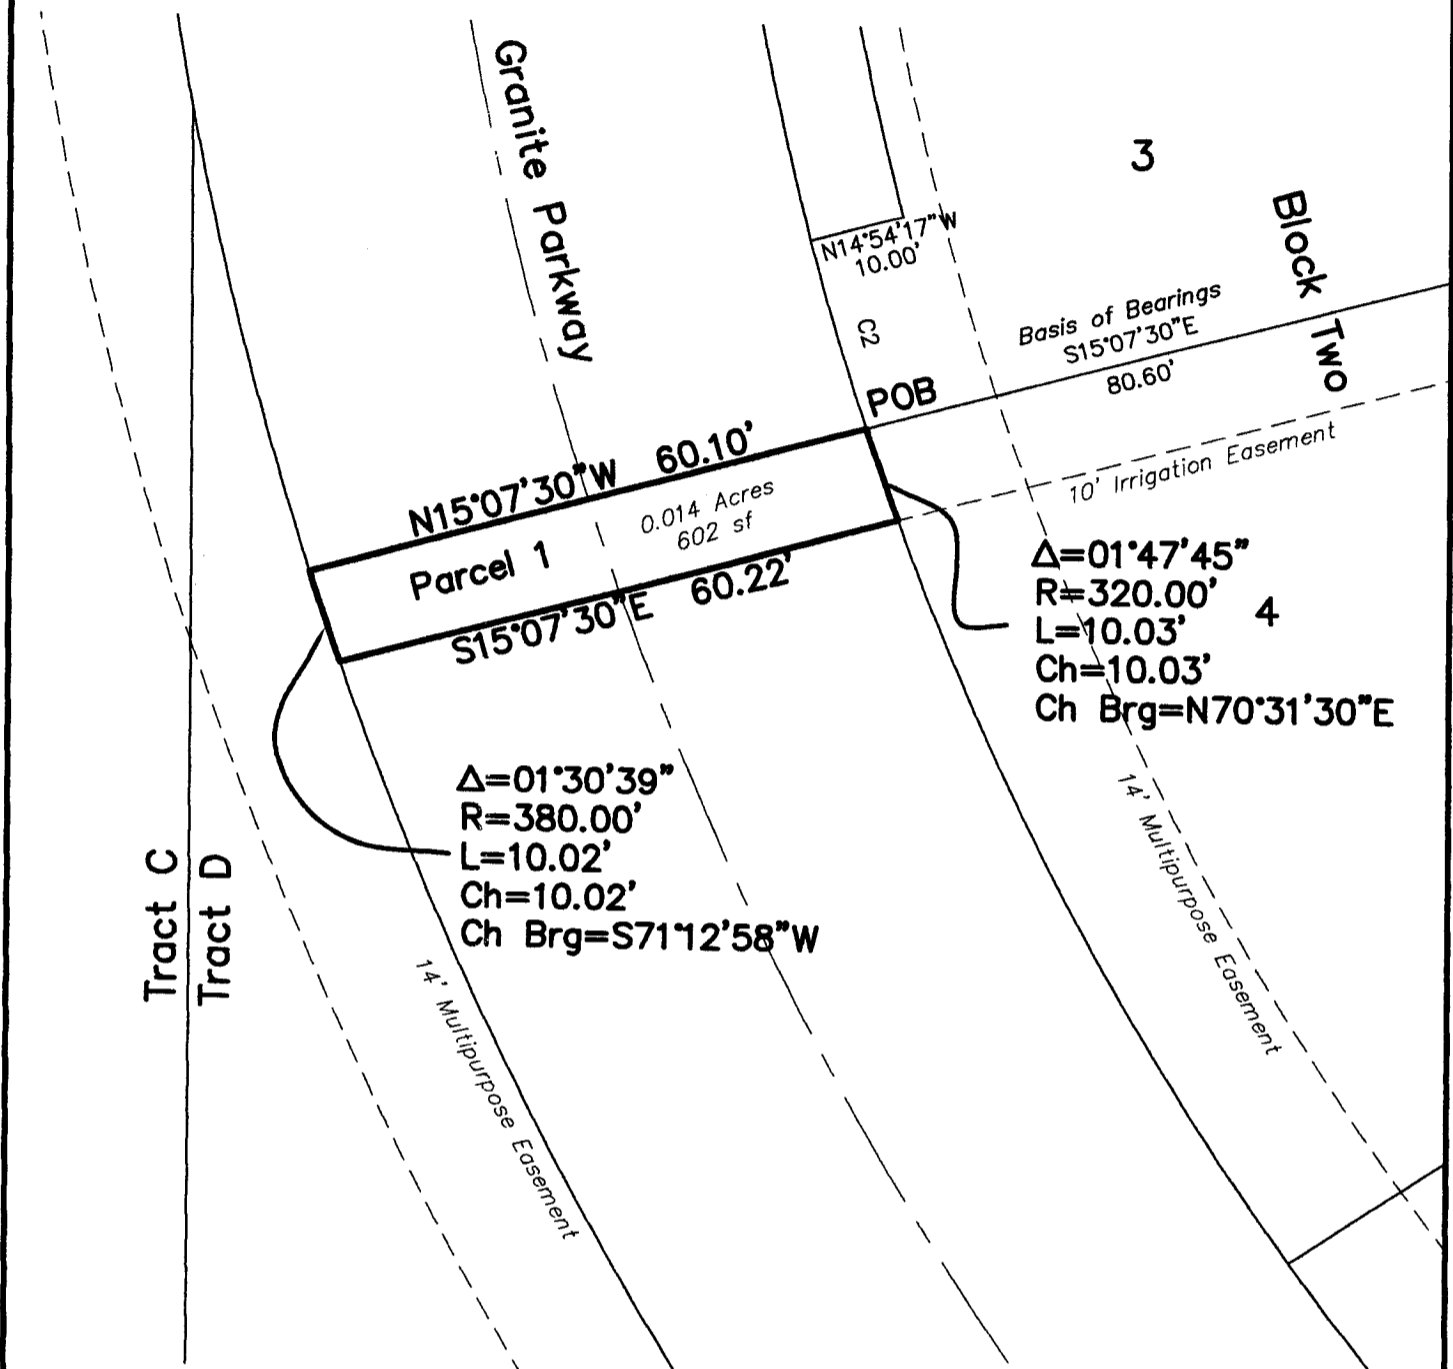 Granite Parkway
3
Block Two
N14°54'17"W
10.00'
C2
Basis of Bearings
S15°07'30"E
80.60'
POB
10' Irrigation Easement
N15°07'30"W 60.10'
0.014 Acres
602 sf
Parcel 1
S15°07'30"E 60.22'
Δ=01°47'45"
R=320.00'
L=10.03'
Ch=10.03'
Ch Brg=N70°31'30"E
4
Δ=01°30'39"
R=380.00'
L=10.02'
Ch=10.02'
Ch Brg=S71°12'58"W
Tract C
Tract D
14' Multipurpose Easement
14' Multipurpose Easement